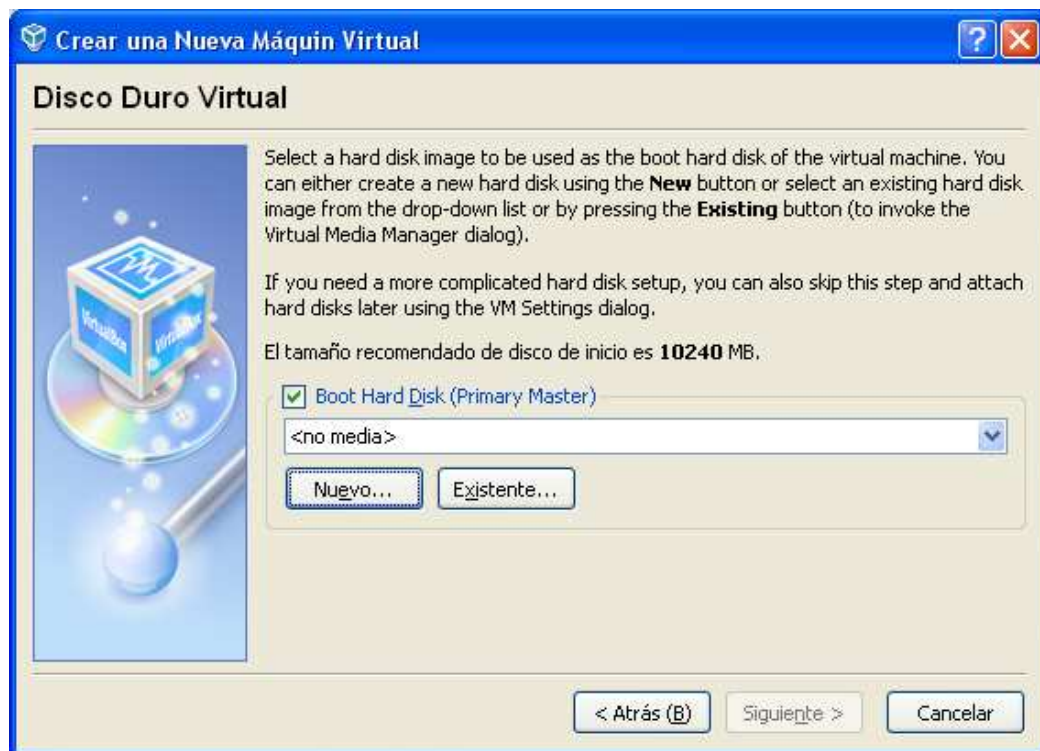 Crear una Nueva Máquin Virtual
Disco Duro Virtual
Select a hard disk image to be used as the boot hard disk of the virtual machine. You
can either create a new hard disk using the New button or select an existing hard disk
image from the drop-down list or by pressing the Existing button (to invoke the
Virtual Media Manager dialog).
If you need a more complicated hard disk setup, you can also skip this step and attach
hard disks later using the VM Settings dialog.
El tamaño recomendado de disco de inicio es 10240 MB.
Boot Hard Disk (Primary Master)
<no media>
Nuevo...
Existente...
VirtualBox
VirtualBox
< Atrás (B)
Siguiente >
Cancelar